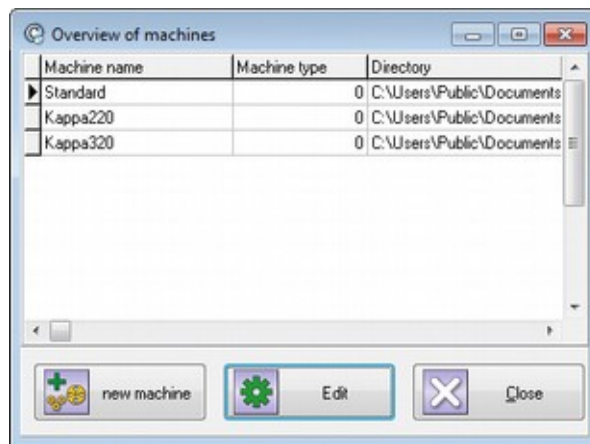 Overview of machines
Machine name Machine type Directory
Standard 0 C:\Users\Public\Documents
Kappa220 0 C:\Users\Public\Documents
Kappa320 0 C:\Users\Public\Documents
new machine Edit Close